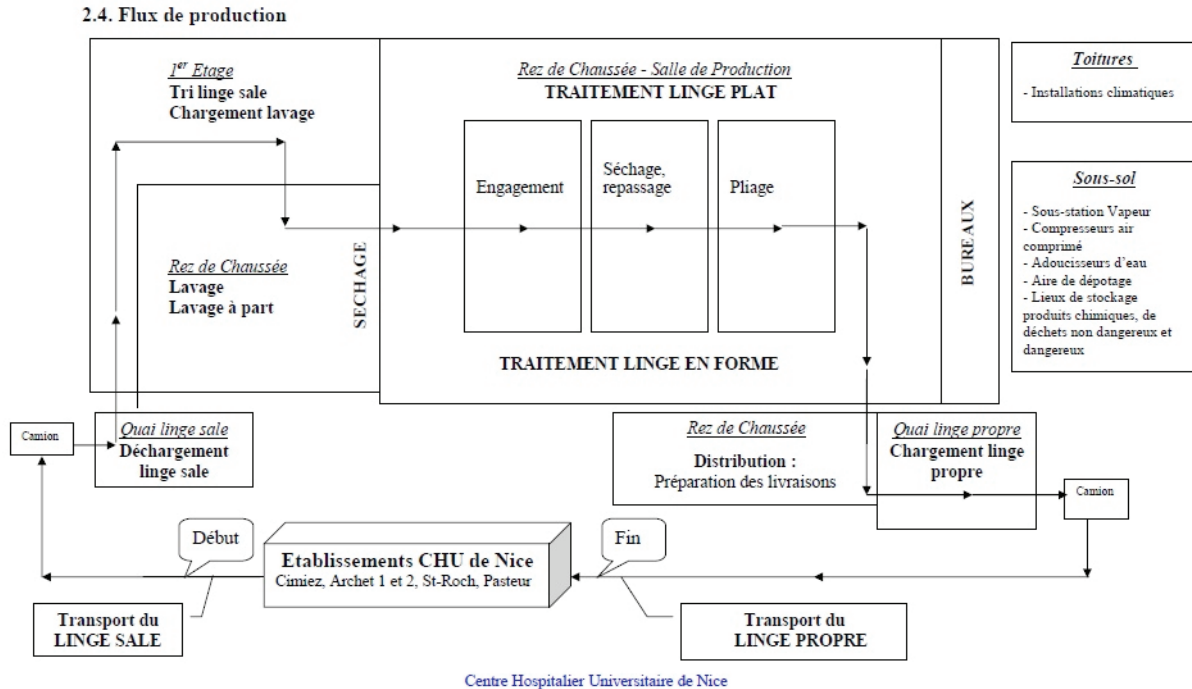 2.4. Flux de production
1er Etage
Tri linge sale
Chargement lavage
Rez de Chaussée
Lavage
Lavage à part
SECHAGE
Rez de Chaussée - Salle de Production
TRAITEMENT LINGE PLAT
Engagement
Séchage,
repassage
Pliage
TRAITEMENT LINGE EN FORME
BUREAUX
Toitures
- Installations climatiques
Sous-sol
- Sous-station Vapeur
- Compresseurs air
comprimé
- Adoucisseurs d'eau
- Aire de dépotage
- Lieux de stockage
produits chimiques, de
déchets non dangereux et
dangereux
Camion
Quai linge sale
Déchargement
linge sale
Rez de Chaussée
Distribution :
Préparation des livraisons
Quai linge propre
Chargement linge
propre
Camion
Début
Etablissements CHU de Nice
Cimiez, Archet 1 et 2, St-Roch, Pasteur
Fin
Transport du
LINGE SALE
Transport du
LINGE PROPRE
Centre Hospitalier Universitaire de Nice